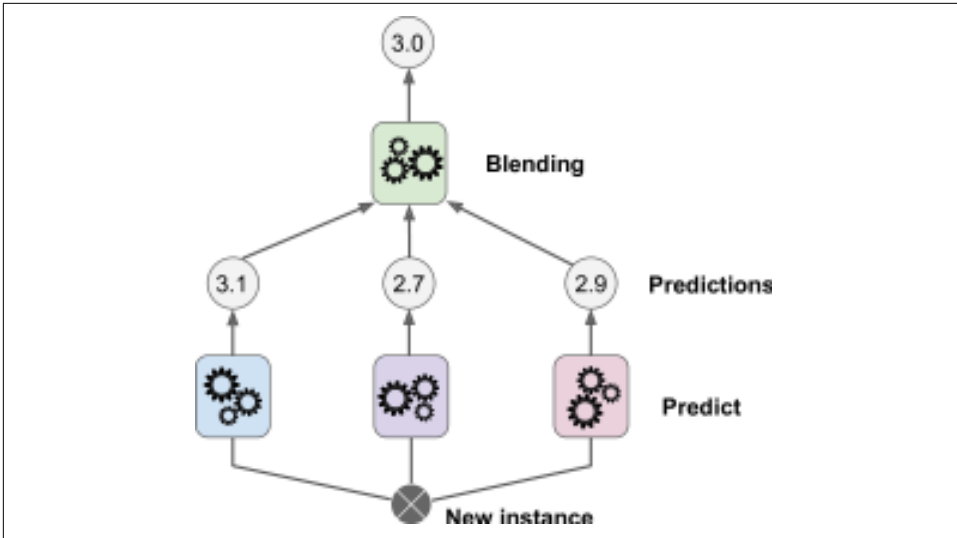 3.0
Blending
3.1
2.7
2.9
Predictions
Predict
New instance